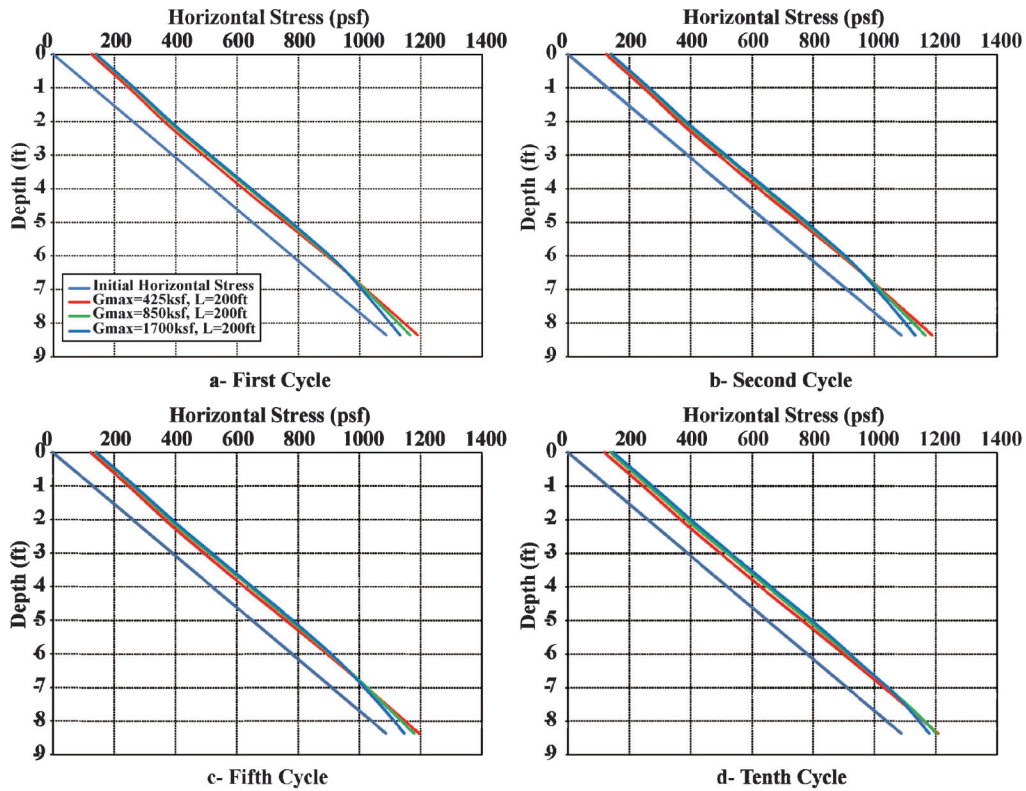 Horizontal Stress (psf)
0 200 400 600 800 1000 1200 1400
0
-1
-2
-3
-4
-5
-6
-7
-8
-9
Depth (ft)
Initial Horizontal Stress
Gmax=425ksf, L=200ft
Gmax=850ksf, L=200ft
Gmax=1700ksf, L=200ft
a- First Cycle
Horizontal Stress (psf)
0 200 400 600 800 1000 1200 1400
0
-1
-2
-3
-4
-5
-6
-7
-8
-9
Depth (ft)
b- Second Cycle
Horizontal Stress (psf)
0 200 400 600 800 1000 1200 1400
0
-1
-2
-3
-4
-5
-6
-7
-8
-9
Depth (ft)
c- Fifth Cycle
Horizontal Stress (psf)
0 200 400 600 800 1000 1200 1400
0
-1
-2
-3
-4
-5
-6
-7
-8
-9
Depth (ft)
d- Tenth Cycle